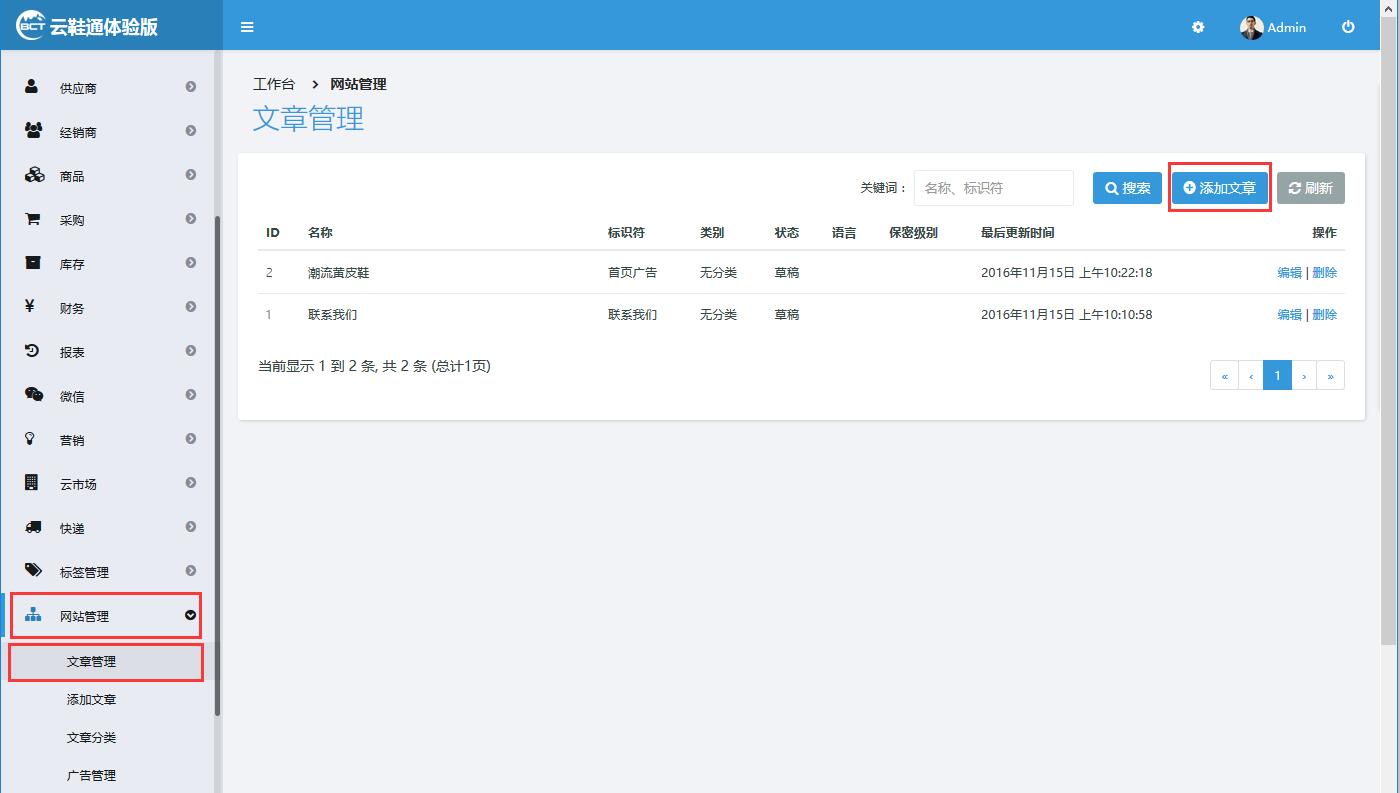 BCT 云鞋通体验版
Admin
供应商
经销商
商品
采购
库存
财务
报表
微信
营销
云市场
快递
标签管理
网站管理
文章管理
添加文章
文章分类
广告管理
工作台 > 网站管理
文章管理
关键词： 名称、标识符 搜索 添加文章 刷新
ID 名称 标识符 类别 状态 语言 保密级别 最后更新时间 操作
2 潮流黄皮鞋 首页广告 无分类 草稿 2016年11月15日 上午10:22:18 编辑 | 删除
1 联系我们 联系我们 无分类 草稿 2016年11月15日 上午10:10:58 编辑 | 删除
当前显示 1 到 2 条, 共 2 条 (总计1页)
« ‹ 1 › »